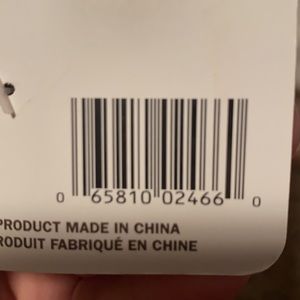 0 65810 02466 0
PRODUCT MADE IN CHINA
RODUIT FABRIQUÉ EN CHINE